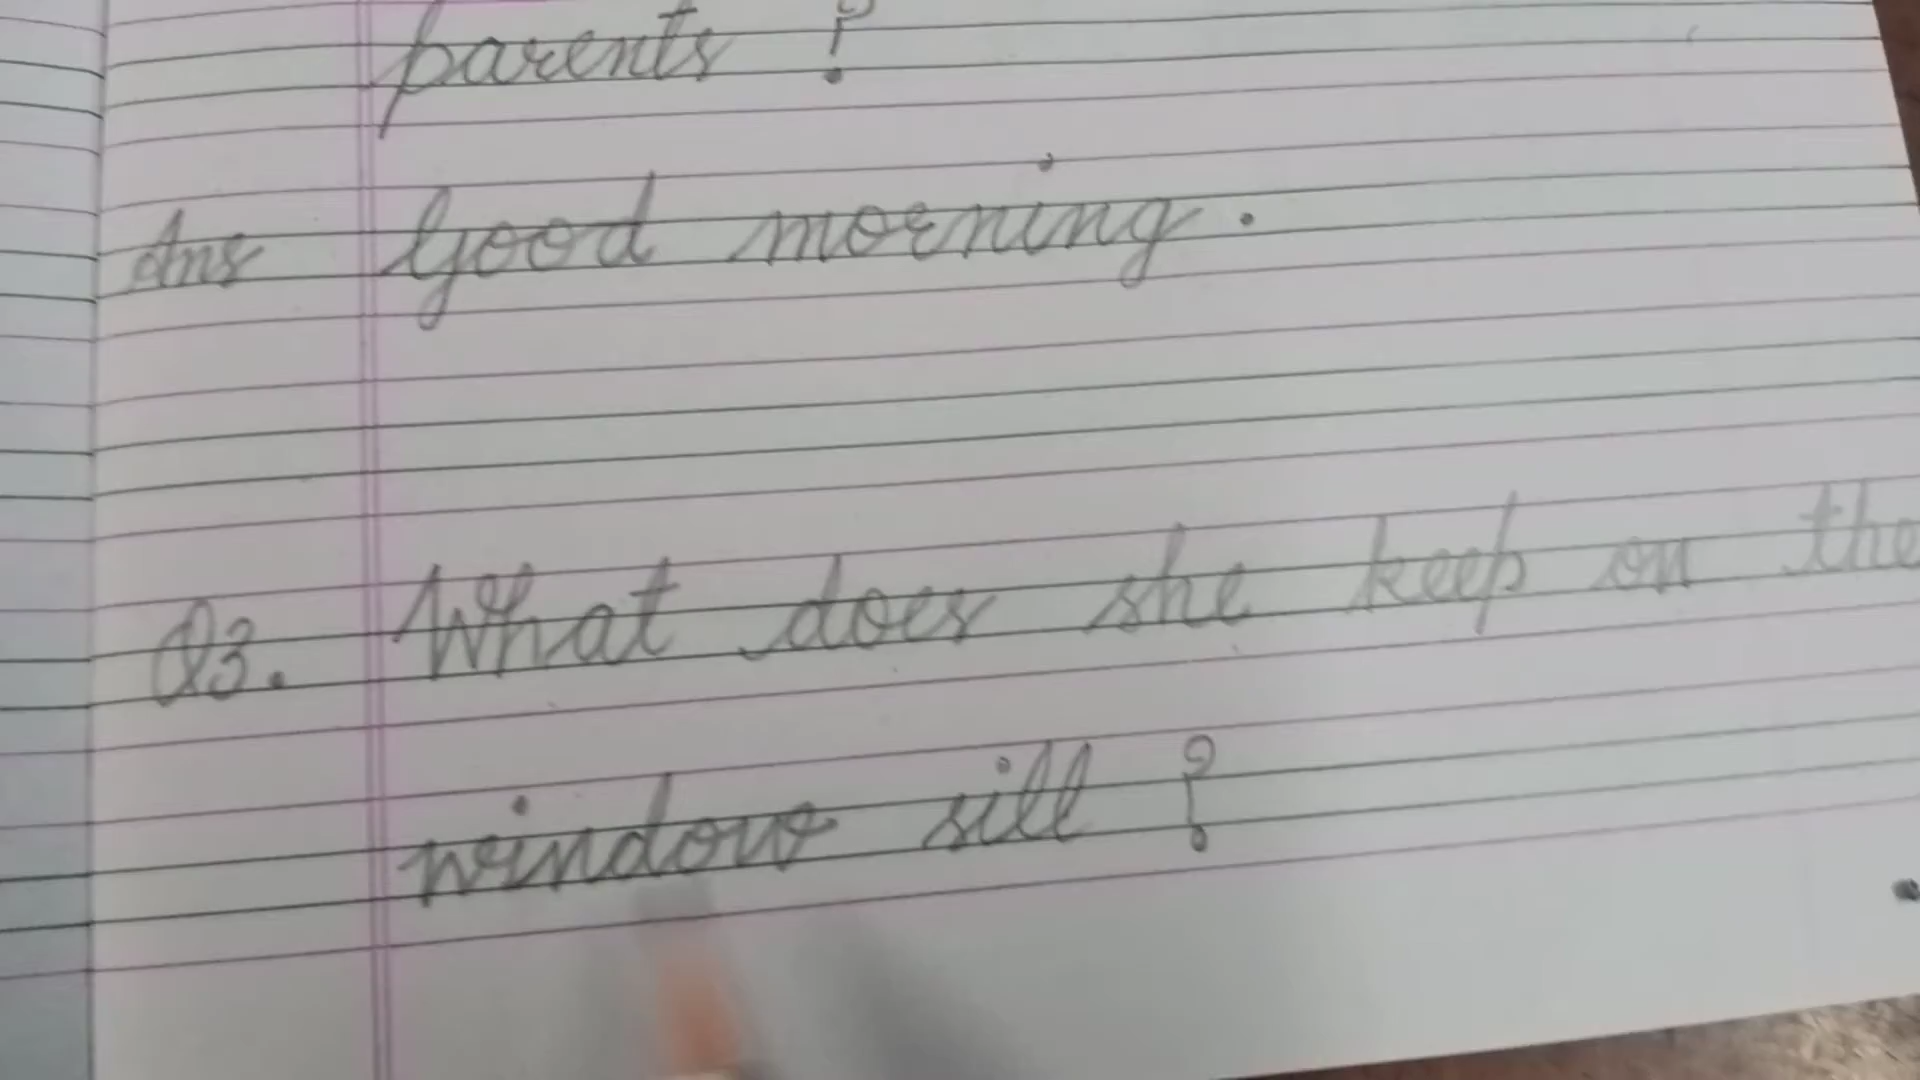 parents ?
Ans Good morning.
Q3. What does she keep on the
window sill ?